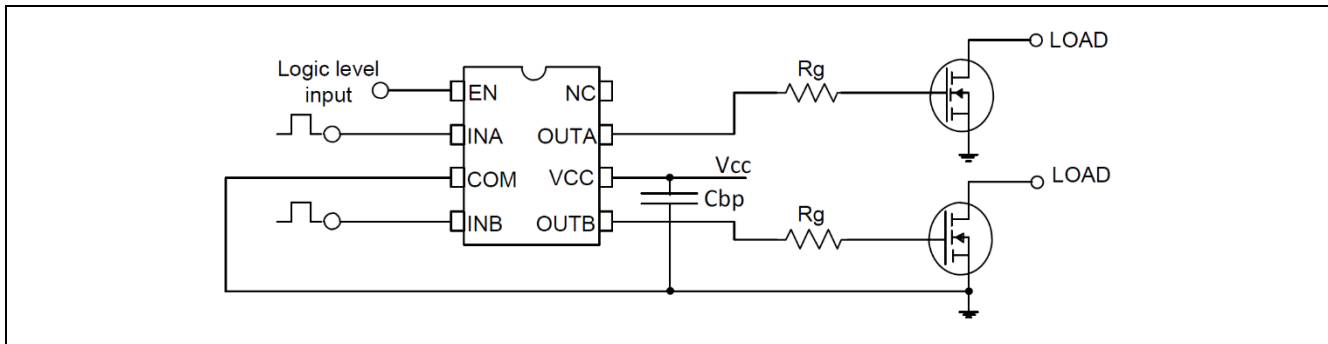 LOAD
Rg
Logic level
input
EN
NC
INA
OUTA
Vcc
COM
VCC
Cbp
LOAD
Rg
INB
OUTB